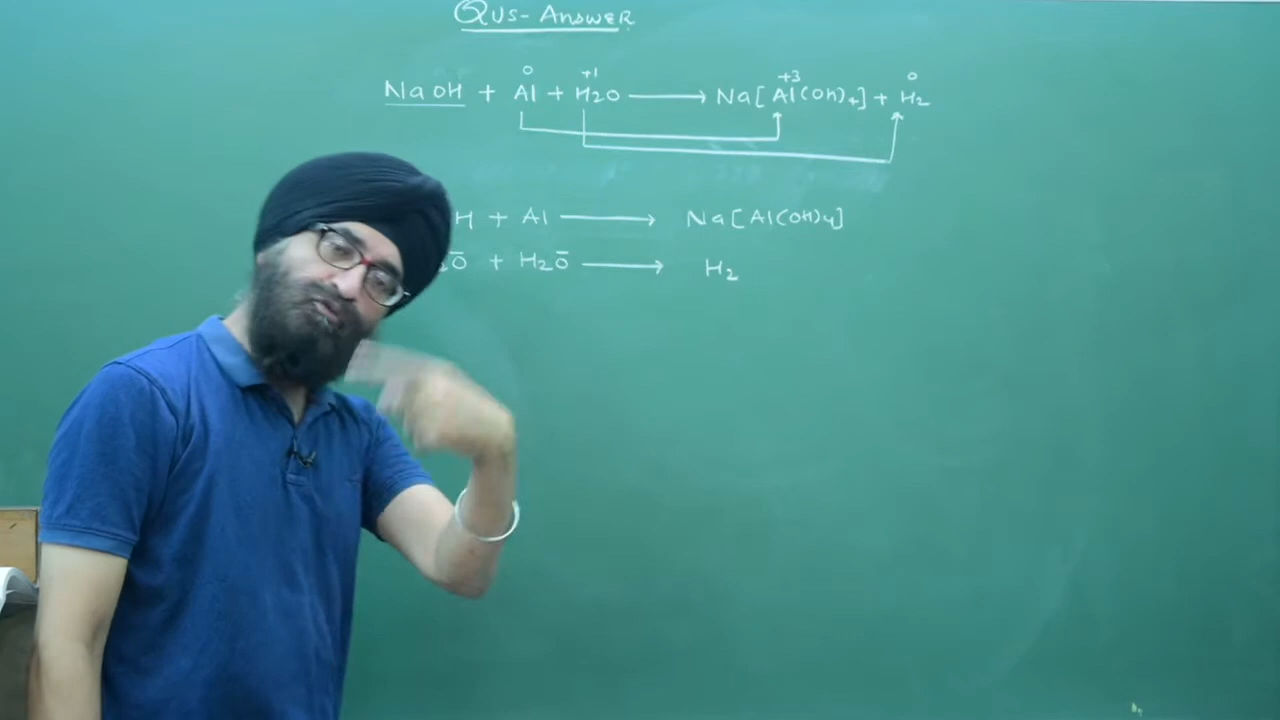 Qus- Answer
0 +1 +3 0
NaOH + Al + H2O ⟶ Na[Al(OH)4] + H2
H + Al ⟶ Na[Al(OH)4]
ō + H2ō ⟶ H2